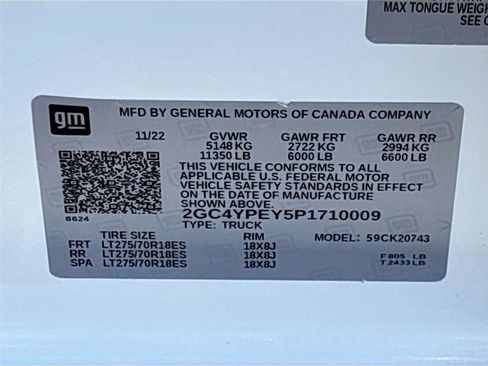 MAX TONGUE WEIGH
SEE O
gm
MFD BY GENERAL MOTORS OF CANADA COMPANY
11/22 GVWR GAWR FRT GAWR RR
5148 KG 2722 KG 2994 KG
11350 LB 6000 LB 6600 LB
THIS VEHICLE CONFORMS TO ALL
APPLICABLE U.S. FEDERAL MOTOR
VEHICLE SAFETY STANDARDS IN EFFECT
ON THE DATE OF MANUFACTURE
SHOWN ABOVE.
8624 2GC4YPEY5P1710009
TYPE: TRUCK
TIRE SIZE RIM MODEL: 59CK20743
FRT LT275/70R18ES 18X8J
RR LT275/70R18ES 18X8J F 805 LB
SPA LT275/70R18ES 18X8J T 2433 LB